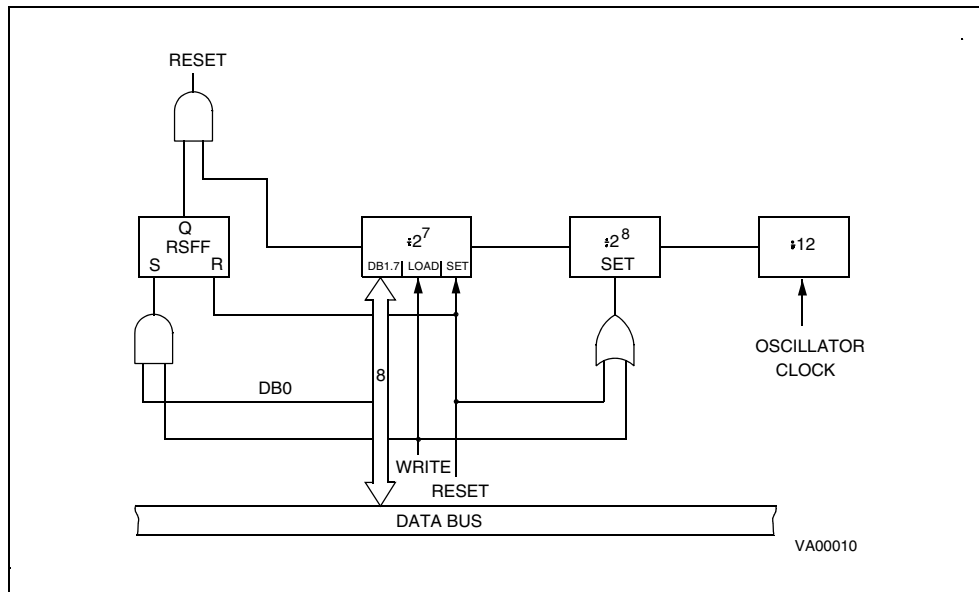 RESET
Q
RSFF
S R
÷2⁷
DB1.7 LOAD SET
÷2⁸
SET
÷12
OSCILLATOR
CLOCK
8
DB0
WRITE
RESET
DATA BUS
VA00010